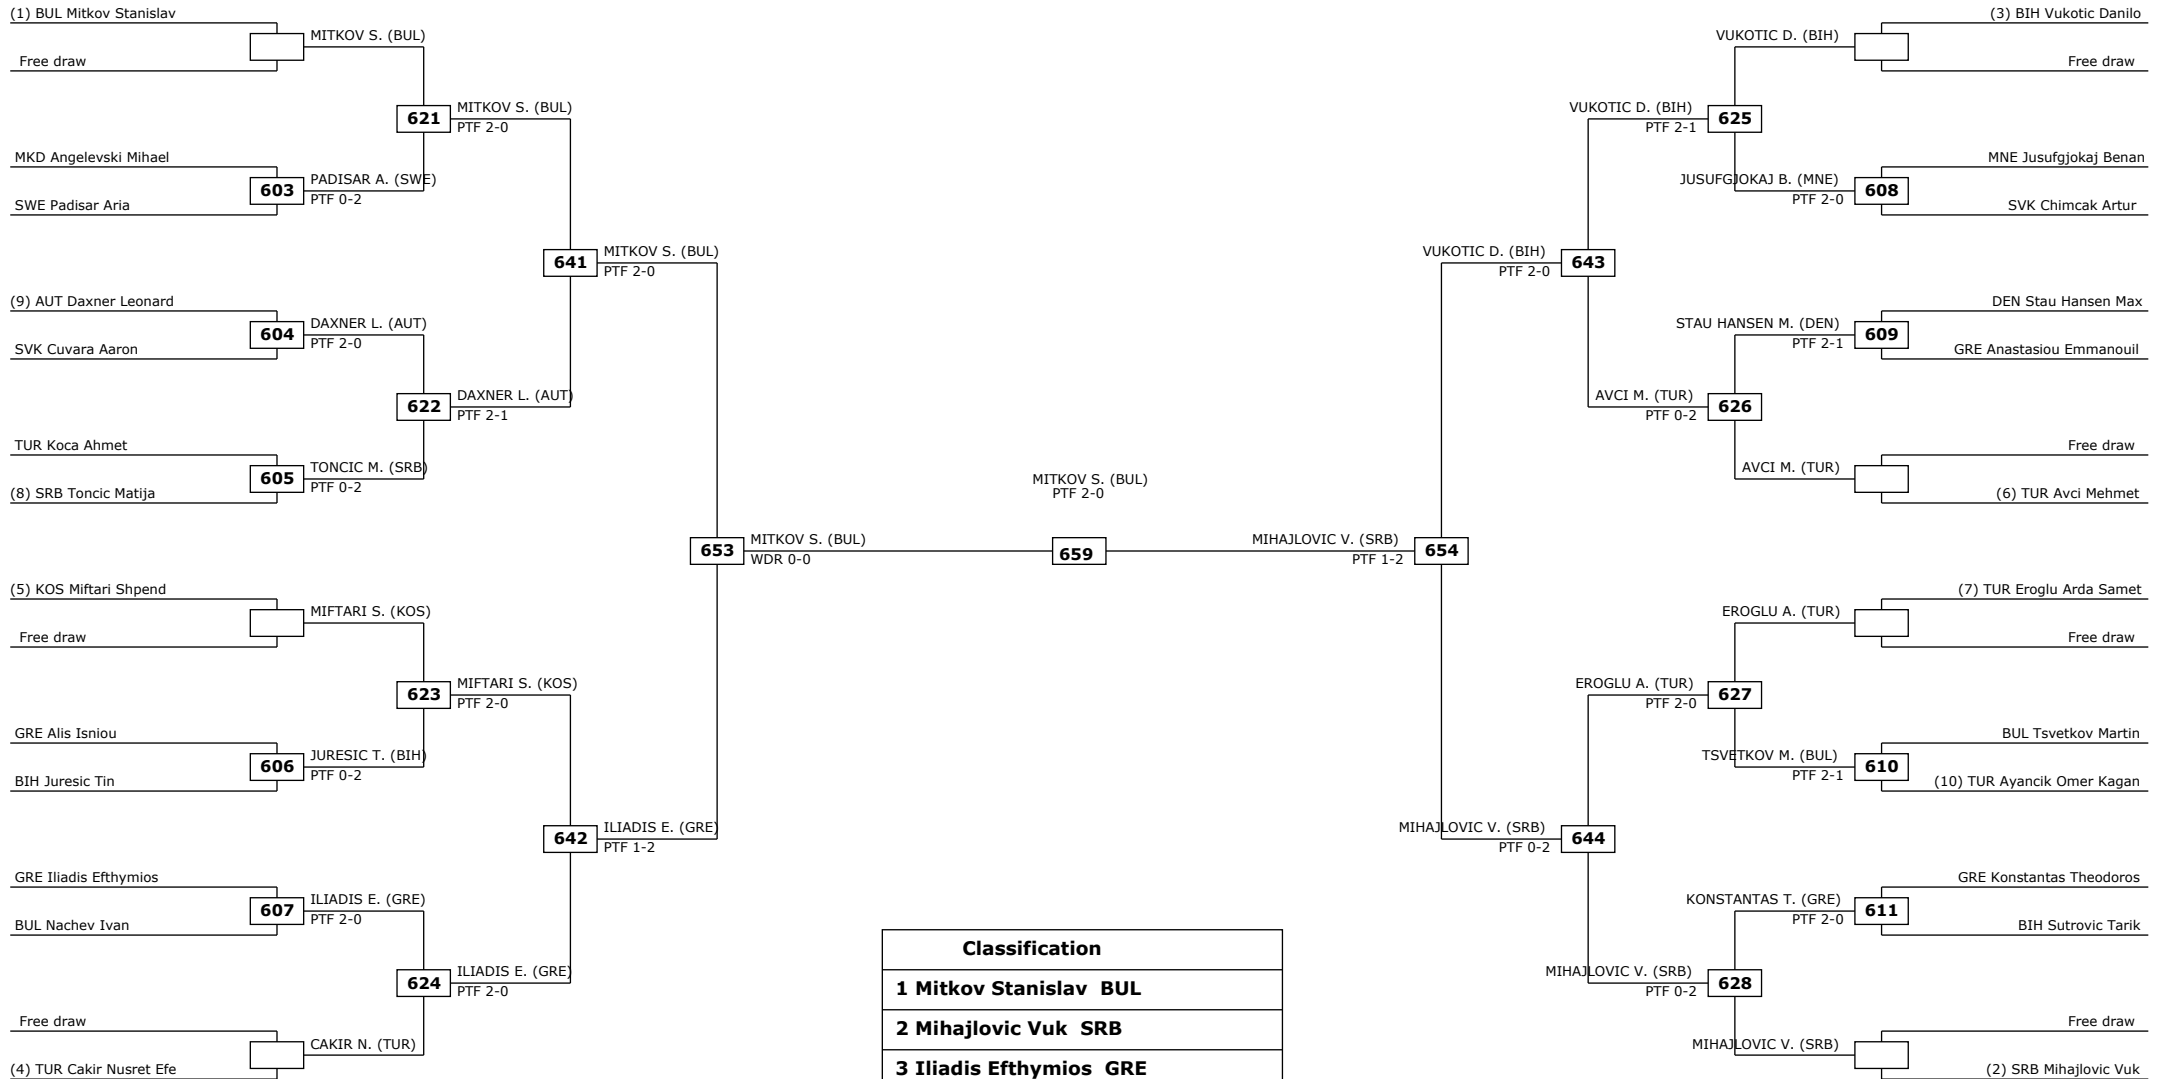 (1) BUL Mitkov Stanislav
Free draw
MITKOV S. (BUL)
621
MITKOV S. (BUL)
PTF 2-0
MKD Angelevski Mihael
603
SWE Padisar Aria
PADISAR A. (SWE)
PTF 0-2
641
MITKOV S. (BUL)
PTF 2-0
(9) AUT Daxner Leonard
604
SVK Cuvara Aaron
DAXNER L. (AUT)
PTF 2-0
622
DAXNER L. (AUT)
PTF 2-1
TUR Koca Ahmet
605
(8) SRB Toncic Matija
TONCIC M. (SRB)
PTF 0-2
653
MITKOV S. (BUL)
WDR 0-0
(5) KOS Miftari Shpend
Free draw
MIFTARI S. (KOS)
623
MIFTARI S. (KOS)
PTF 2-0
GRE Alis Isniou
606
BIH Juresic Tin
JURESIC T. (BIH)
PTF 0-2
642
ILIADIS E. (GRE)
PTF 1-2
GRE Iliadis Efthymios
607
BUL Nachev Ivan
ILIADIS E. (GRE)
PTF 2-0
624
ILIADIS E. (GRE)
PTF 2-0
Free draw
(4) TUR Cakir Nusret Efe
CAKIR N. (TUR)
MITKOV S. (BUL)
PTF 2-0
659
(3) BIH Vukotic Danilo
Free draw
VUKOTIC D. (BIH)
625
VUKOTIC D. (BIH)
PTF 2-1
MNE Jusufgjokaj Benan
608
SVK Chimcak Artur
JUSUFGJOKAJ B. (MNE)
PTF 2-0
643
VUKOTIC D. (BIH)
PTF 2-0
DEN Stau Hansen Max
609
GRE Anastasiou Emmanouil
STAU HANSEN M. (DEN)
PTF 2-1
626
AVCI M. (TUR)
PTF 0-2
Free draw
(6) TUR Avci Mehmet
AVCI M. (TUR)
654
MIHAJLOVIC V. (SRB)
PTF 1-2
(7) TUR Eroglu Arda Samet
Free draw
EROGLU A. (TUR)
627
EROGLU A. (TUR)
PTF 2-0
BUL Tsvetkov Martin
610
(10) TUR Ayancik Omer Kagan
TSVETKOV M. (BUL)
PTF 2-1
644
MIHAJLOVIC V. (SRB)
PTF 0-2
GRE Konstantas Theodoros
611
BIH Sutrovic Tarik
KONSTANTAS T. (GRE)
PTF 2-0
628
MIHAJLOVIC V. (SRB)
PTF 0-2
Free draw
(2) SRB Mihajlovic Vuk
MIHAJLOVIC V. (SRB)
Classification
1 Mitkov Stanislav BUL
2 Mihajlovic Vuk SRB
3 Iliadis Efthymios GRE